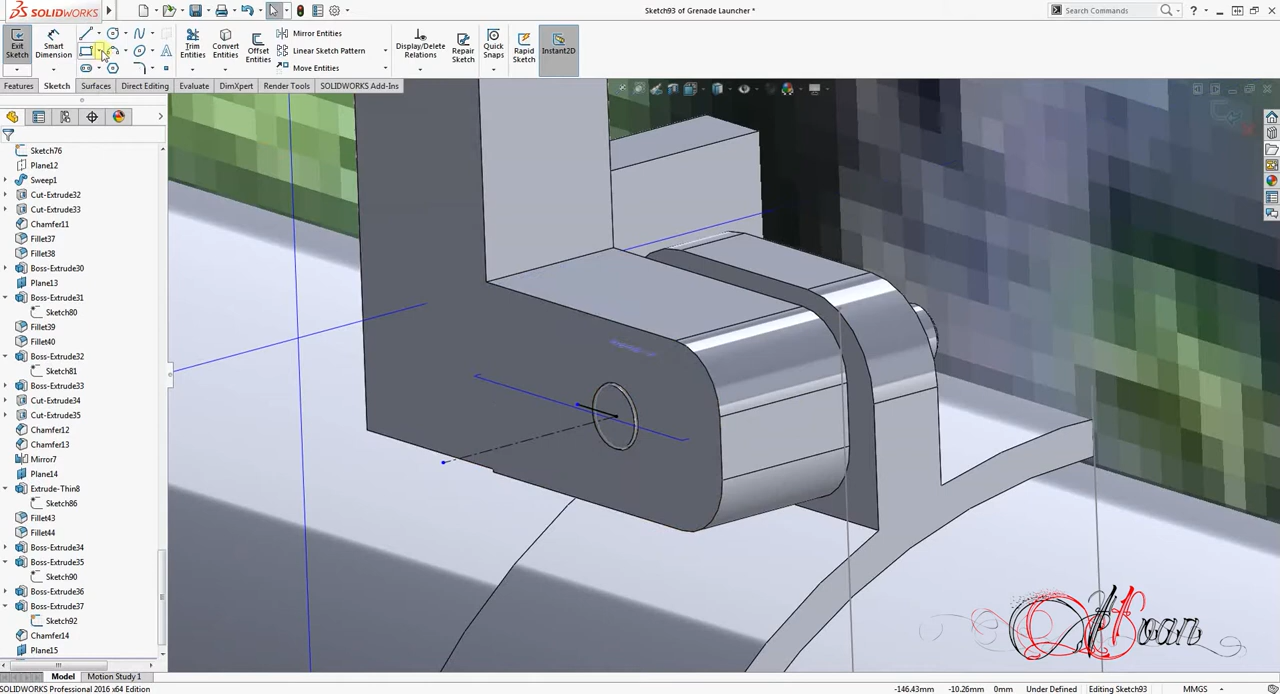 SOLIDWORKS
Sketch93 of Grenade Launcher *
Search Commands
Exit Sketch
Smart Dimension
Trim Entities
Convert Entities
Offset Entities
Mirror Entities
Linear Sketch Pattern
Move Entities
Display/Delete Relations
Repair Sketch
Quick Snaps
Rapid Sketch
Instant2D
Features
Sketch
Surfaces
Direct Editing
Evaluate
DimXpert
Render Tools
SOLIDWORKS Add-Ins
Sketch76
Plane12
Sweep1
Cut-Extrude32
Cut-Extrude33
Chamfer11
Fillet37
Fillet38
Boss-Extrude30
Plane13
Boss-Extrude31
Sketch80
Fillet39
Fillet40
Boss-Extrude32
Sketch81
Boss-Extrude33
Cut-Extrude34
Cut-Extrude35
Chamfer12
Chamfer13
Mirror7
Plane14
Extrude-Thin8
Sketch86
Fillet43
Fillet44
Boss-Extrude34
Boss-Extrude35
Sketch90
Boss-Extrude36
Boss-Extrude37
Sketch92
Chamfer14
Plane15
Model
Motion Study 1
SOLIDWORKS Professional 2016 x64 Edition
-146.43mm
-10.26mm
0mm
Under Defined
Editing Sketch93
MMGS